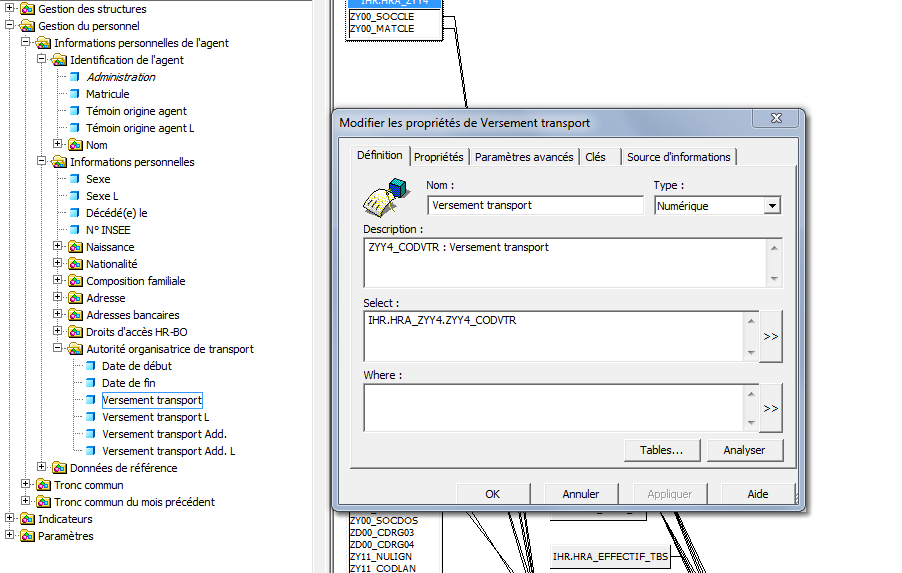 Gestion des structures
Gestion du personnel
Informations personnelles de l'agent
Identification de l'agent
Administration
Matricule
Témoin origine agent
Témoin origine agent L
Nom
Informations personnelles
Sexe
Sexe L
Décédé(e) le
N° INSEE
Naissance
Nationalité
Composition familiale
Adresse
Adresses bancaires
Droits d'accès HR-BO
Autorité organisatrice de transport
Date de début
Date de fin
Versement transport
Versement transport L
Versement transport Add.
Versement transport Add. L
Données de référence
Tronc commun
Tronc commun du mois précédent
Indicateurs
Paramètres
IHR.HRA_ZYY4
ZY00_SOCCLE
ZY00_MATCLE
Modifier les propriétés de Versement transport
Définition Propriétés Paramètres avancés Clés Source d'informations
Nom : Type :
Versement transport Numérique
Description :
ZYY4_CODVTR : Versement transport
Select :
IHR.HRA_ZYY4.ZYY4_CODVTR
>>
Where :
>>
Tables... Analyser
OK Annuler Appliquer Aide
ZY00_SOCDOS
ZD00_CDRG03
ZD00_CDRG04
ZY11_NULIGN
ZY11_CODLAN
IHR.HRA_EFFECTIF_TBS